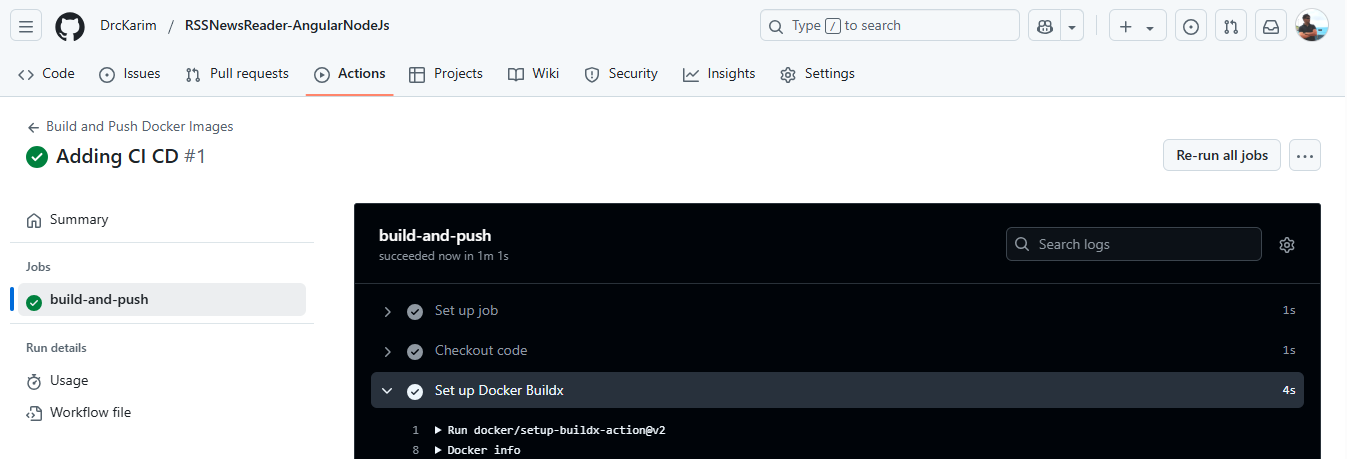 DrcKarim / RSSNewsReader-AngularNodeJs
Type / to search
Code Issues Pull requests Actions Projects Wiki Security Insights Settings
Build and Push Docker Images
Adding CI CD #1
Re-run all jobs
Summary
Jobs
build-and-push
Run details
Usage
Workflow file
build-and-push
succeeded now in 1m 1s
Search logs
Set up job 1s
Checkout code 1s
Set up Docker Buildx 4s
1 Run docker/setup-buildx-action@v2
8 Docker info